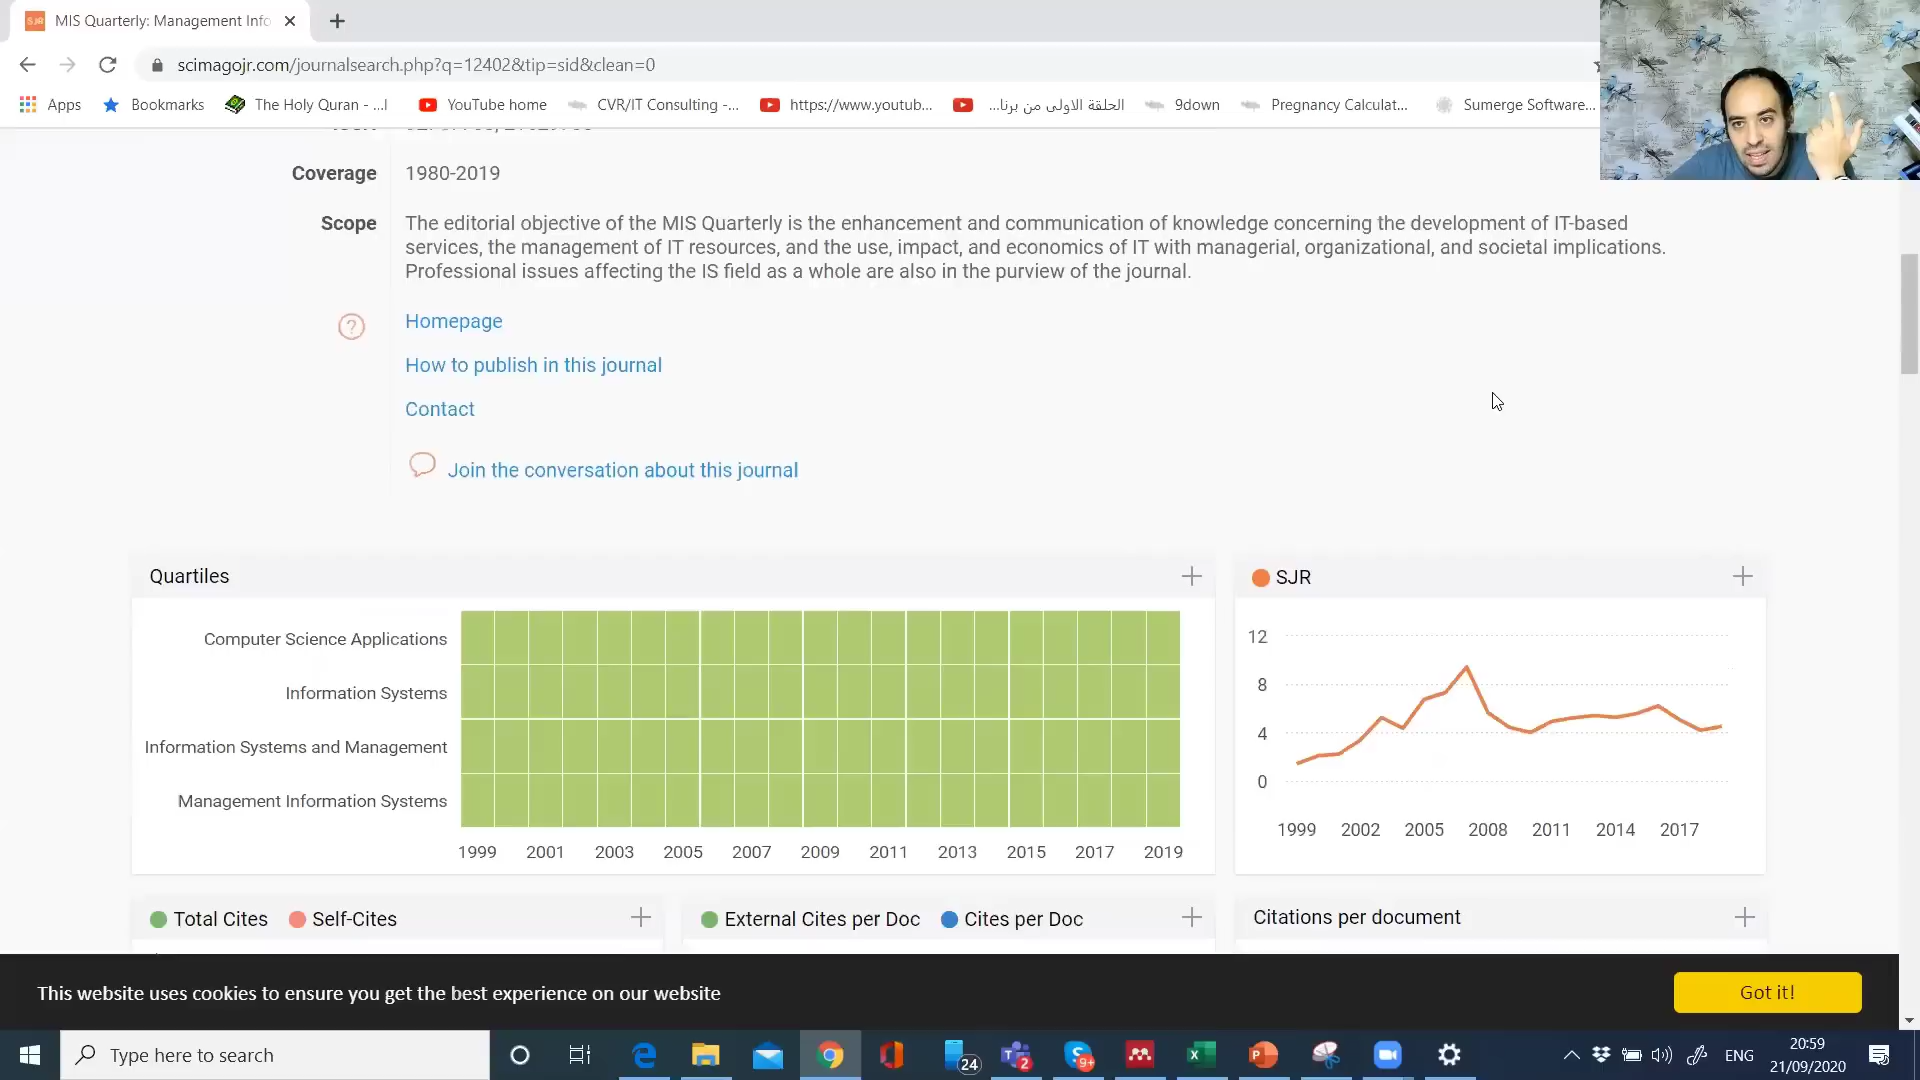 MIS Quarterly: Management Info
scimagojr.com/journalsearch.php?q=12402&tip=sid&clean=0
Apps
Bookmarks
The Holy Quran - ...l
YouTube home
CVR/IT Consulting -...
https://www.youtub...
الحلقة الاولى من برنا...
9down
Pregnancy Calculat...
Sumerge Software...
Coverage
1980-2019
Scope
The editorial objective of the MIS Quarterly is the enhancement and communication of knowledge concerning the development of IT-based
services, the management of IT resources, and the use, impact, and economics of IT with managerial, organizational, and societal implications.
Professional issues affecting the IS field as a whole are also in the purview of the journal.
?
Homepage
How to publish in this journal
Contact
Join the conversation about this journal
Quartiles
Computer Science Applications
Information Systems
Information Systems and Management
Management Information Systems
1999 2001 2003 2005 2007 2009 2011 2013 2015 2017 2019
SJR
12
8
4
0
1999 2002 2005 2008 2011 2014 2017
Total Cites Self-Cites
External Cites per Doc Cites per Doc
Citations per document
This website uses cookies to ensure you get the best experience on our website
Got it!
Type here to search
24
2
9+
ENG
20:59
21/09/2020